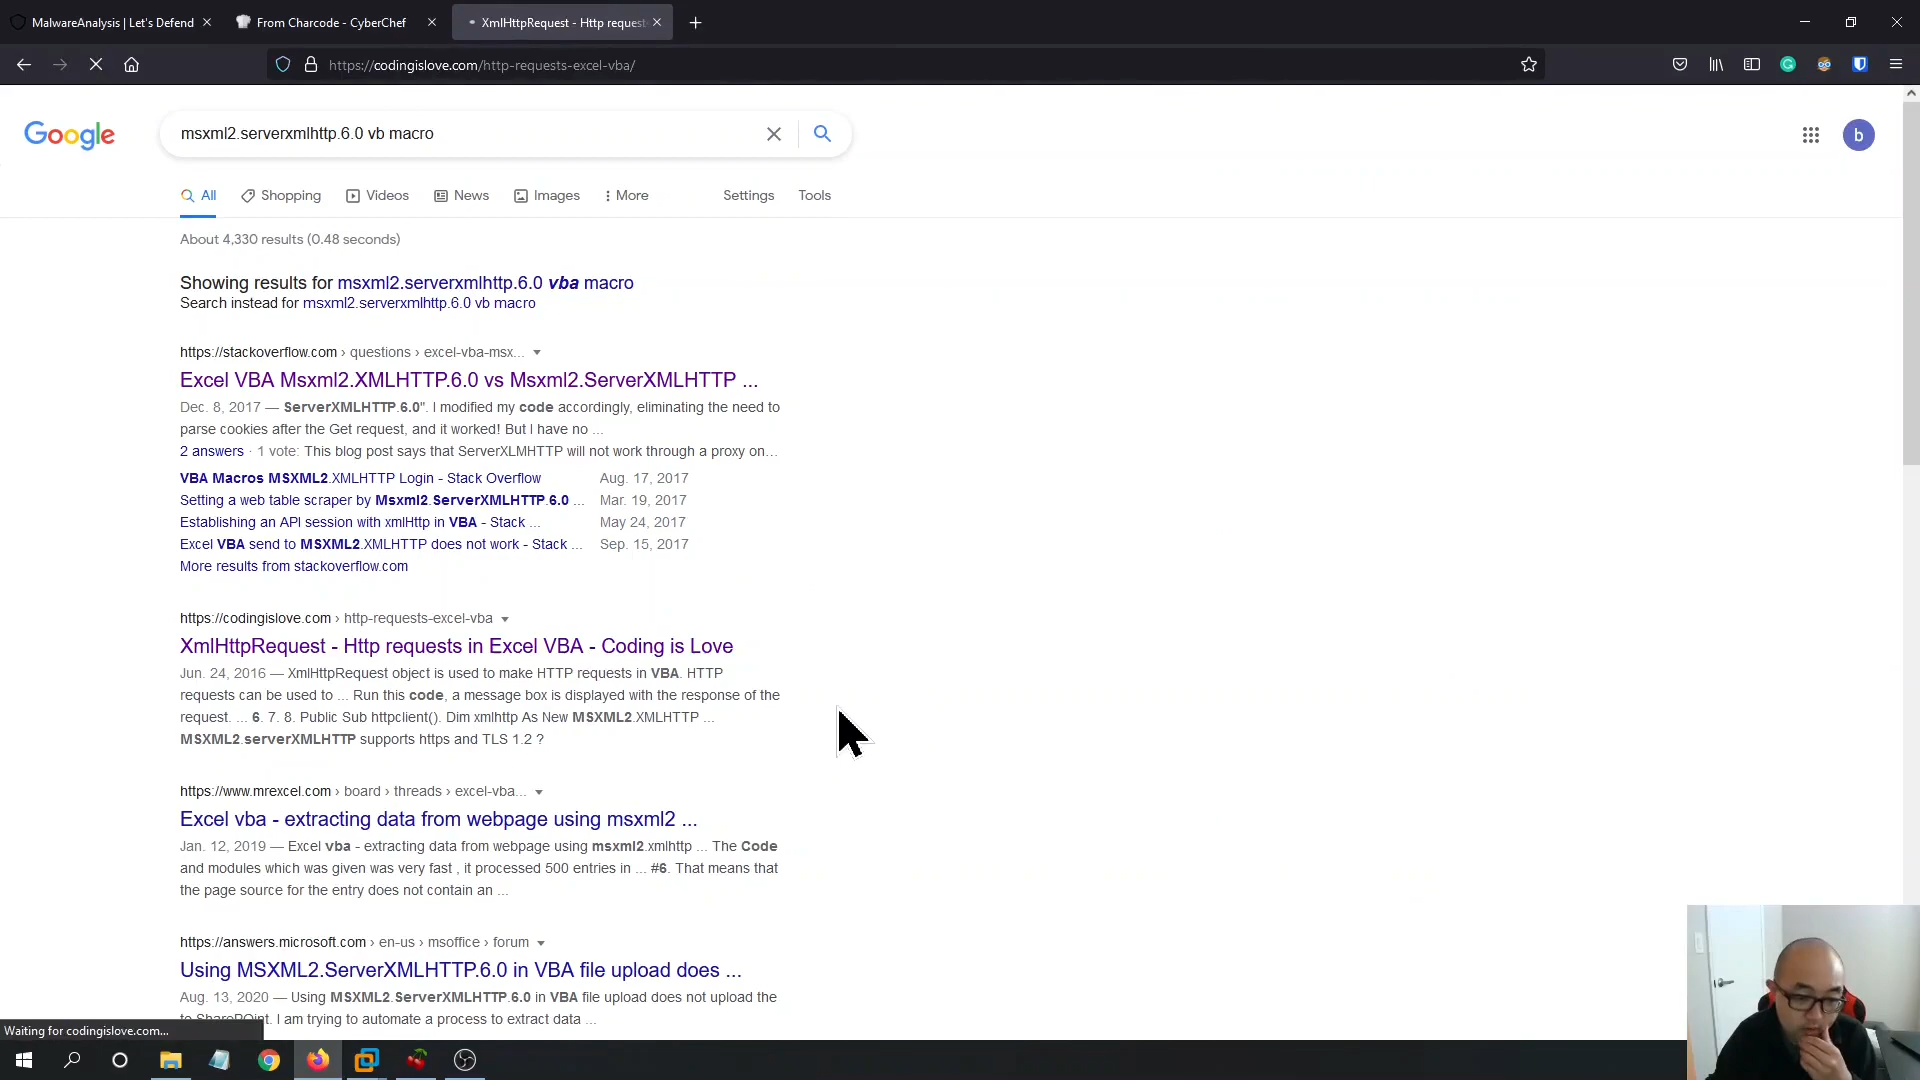 MalwareAnalysis | Let's Defend
From Charcode - CyberChef
XmlHttpRequest - Http request
https://codingislove.com/http-requests-excel-vba/
Google
msxml2.serverxmlhttp.6.0 vb macro
b
All
Shopping
Videos
News
Images
More
Settings
Tools
About 4,330 results (0.48 seconds)
Showing results for msxml2.serverxmlhttp.6.0 vba macro
Search instead for msxml2.serverxmlhttp.6.0 vb macro
https://stackoverflow.com › questions › excel-vba-msx...
Excel VBA Msxml2.XMLHTTP.6.0 vs Msxml2.ServerXMLHTTP ...
Dec. 8, 2017 — ServerXMLHTTP.6.0". I modified my code accordingly, eliminating the need to
parse cookies after the Get request, and it worked! But I have no ...
2 answers · 1 vote: This blog post says that ServerXLMHTTP will not work through a proxy on...
VBA Macros MSXML2.XMLHTTP Login - Stack Overflow Aug. 17, 2017
Setting a web table scraper by Msxml2.ServerXMLHTTP.6.0 ... Mar. 19, 2017
Establishing an API session with xmlHttp in VBA - Stack ... May 24, 2017
Excel VBA send to MSXML2.XMLHTTP does not work - Stack ... Sep. 15, 2017
More results from stackoverflow.com
https://codingislove.com › http-requests-excel-vba
XmlHttpRequest - Http requests in Excel VBA - Coding is Love
Jun. 24, 2016 — XmlHttpRequest object is used to make HTTP requests in VBA. HTTP
requests can be used to ... Run this code, a message box is displayed with the response of the
request. ... 6. 7. 8. Public Sub httpclient(). Dim xmlhttp As New MSXML2.XMLHTTP ...
MSXML2.serverXMLHTTP supports https and TLS 1.2 ?
https://www.mrexcel.com › board › threads › excel-vba...
Excel vba - extracting data from webpage using msxml2 ...
Jan. 12, 2019 — Excel vba - extracting data from webpage using msxml2.xmlhttp ... The Code
and modules which was given was very fast , it processed 500 entries in ... #6. That means that
the page source for the entry does not contain an ...
https://answers.microsoft.com › en-us › msoffice › forum
Using MSXML2.ServerXMLHTTP.6.0 in VBA file upload does ...
Aug. 13, 2020 — Using MSXML2.ServerXMLHTTP.6.0 in VBA file upload does not upload the
to SharePOint. I am trying to automate a process to extract data ...
Waiting for codingislove.com...